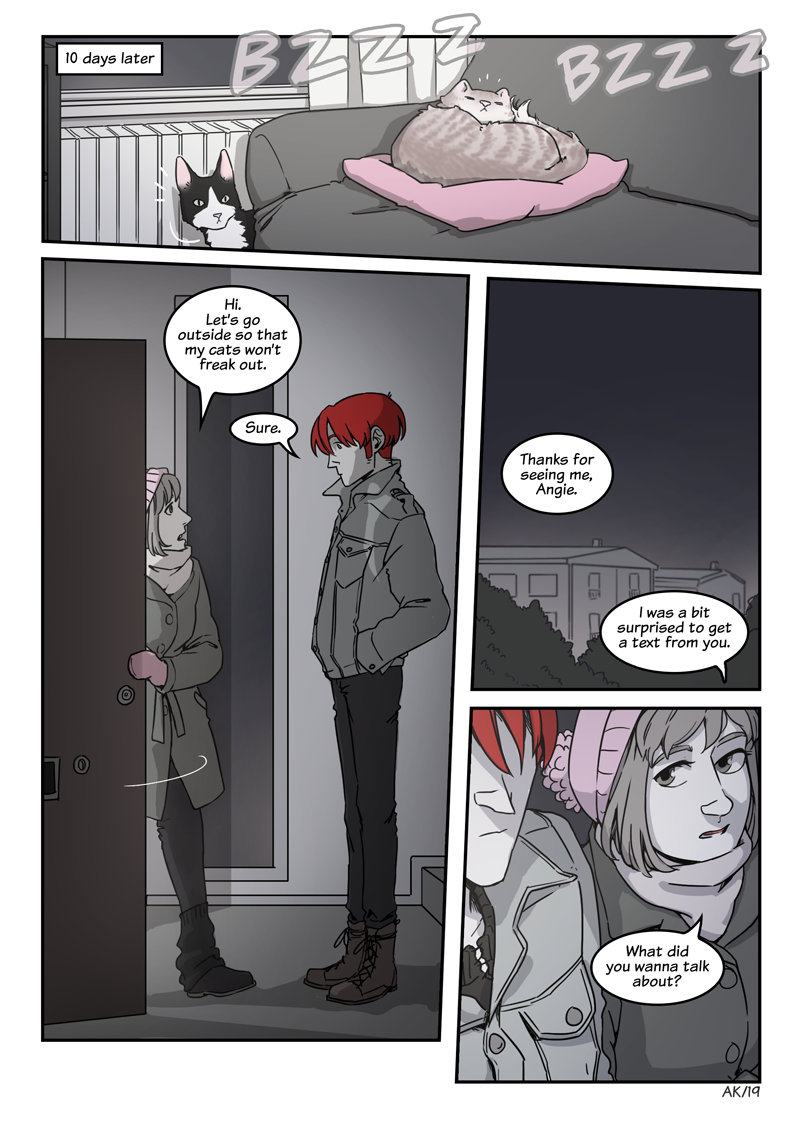 10 days later
BZZZ
BZZZ
Hi.
Let's go
outside so that
my cats won't
freak out.
Sure.
Thanks for
seeing me,
Angie.
I was a bit
surprised to get
a text from you.
What did
you wanna talk
about?
AK/19